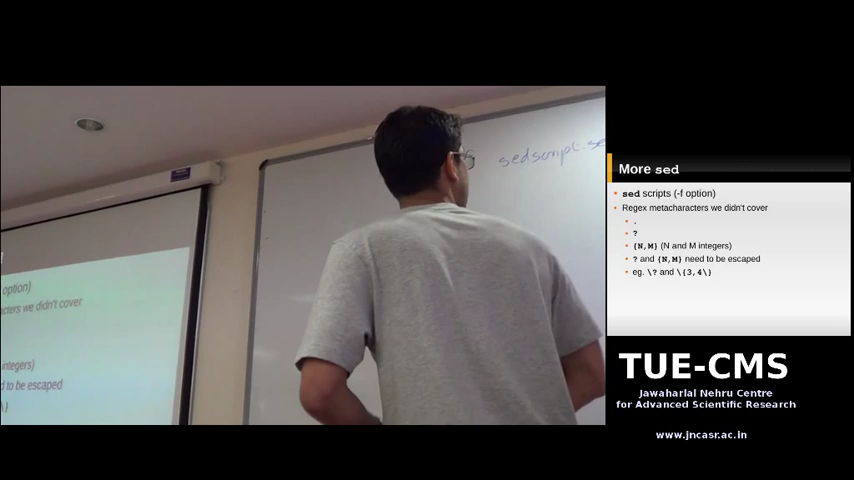 sedscript.se
option)
acters we didn't cover
integers)
d to be escaped
\}
More sed
sed scripts (-f option)
Regex metacharacters we didn't cover
.
?
{N,M} (N and M integers)
? and {N,M} need to be escaped
eg. \? and \{3,4\}
TUE-CMS
Jawaharlal Nehru Centre
for Advanced Scientific Research
www.jncasr.ac.in